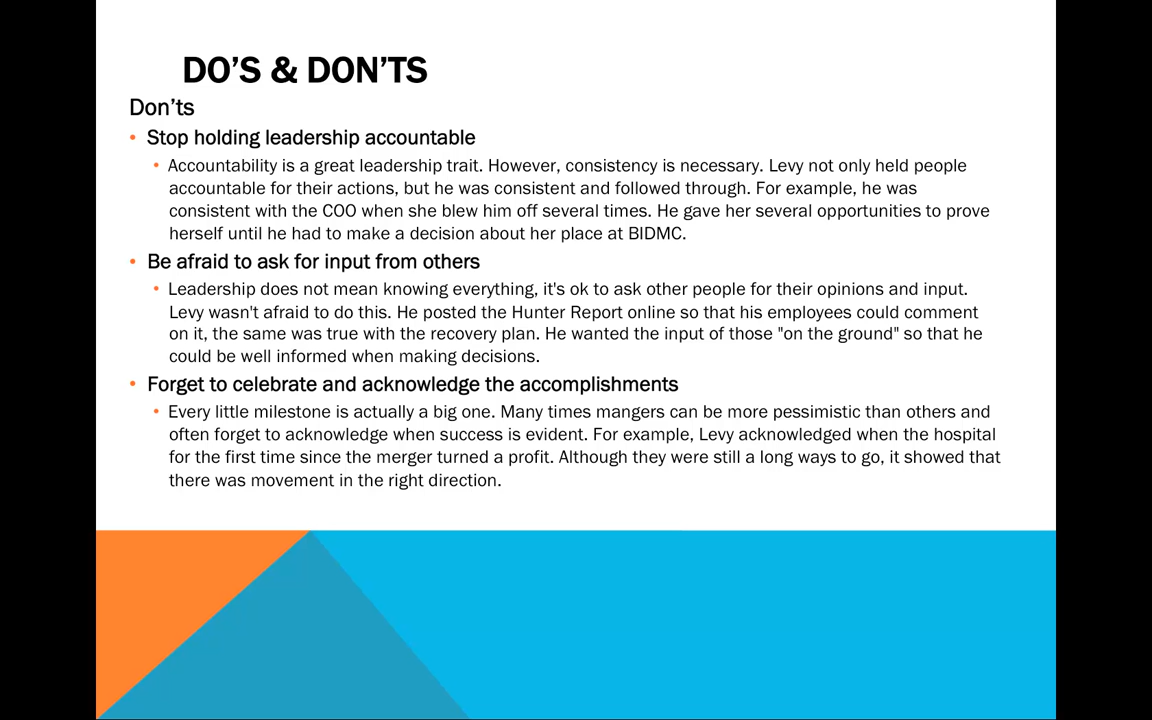 DO'S & DON'TS
Don'ts
• Stop holding leadership accountable
• Accountability is a great leadership trait. However, consistency is necessary. Levy not only held people
accountable for their actions, but he was consistent and followed through. For example, he was
consistent with the COO when she blew him off several times. He gave her several opportunities to prove
herself until he had to make a decision about her place at BIDMC.
• Be afraid to ask for input from others
• Leadership does not mean knowing everything, it's ok to ask other people for their opinions and input.
Levy wasn't afraid to do this. He posted the Hunter Report online so that his employees could comment
on it, the same was true with the recovery plan. He wanted the input of those "on the ground" so that he
could be well informed when making decisions.
• Forget to celebrate and acknowledge the accomplishments
• Every little milestone is actually a big one. Many times mangers can be more pessimistic than others and
often forget to acknowledge when success is evident. For example, Levy acknowledged when the hospital
for the first time since the merger turned a profit. Although they were still a long ways to go, it showed that
there was movement in the right direction.